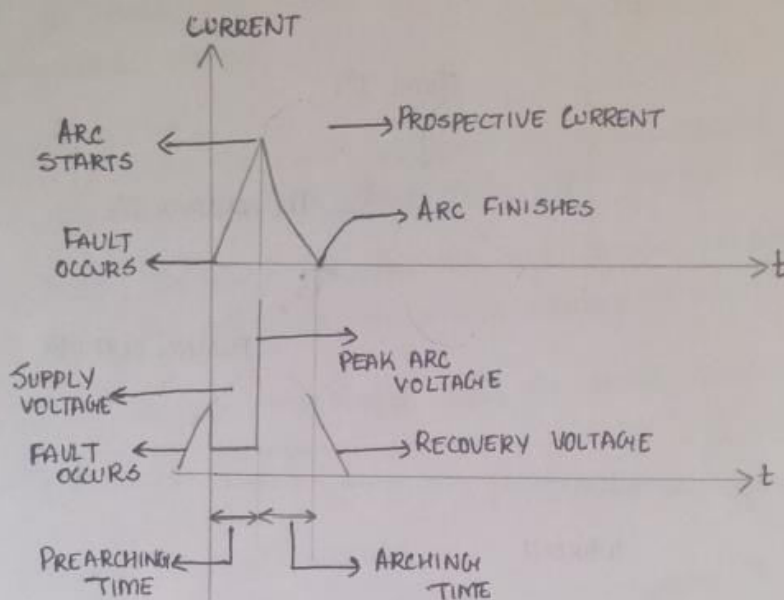 CURRENT
ARC
STARTS
PROSPECTIVE CURRENT
ARC FINISHES
FAULT
OCCURS
t
PEAK ARC
VOLTAGE
SUPPLY
VOLTAGE
FAULT
OCCURS
RECOVERY VOLTAGE
t
PREARCHING
TIME
ARCHING
TIME